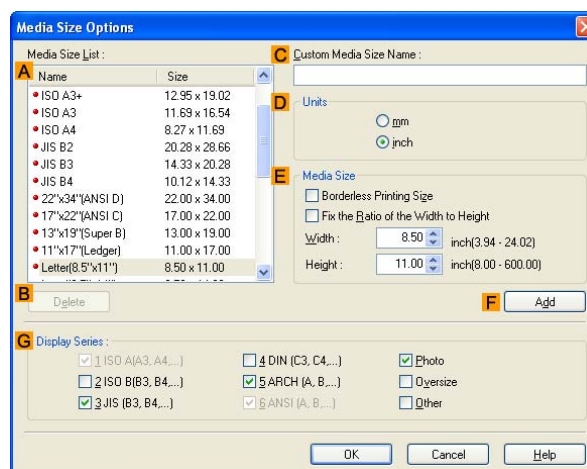 Media Size Options
Media Size List :
A
Name Size
ISO A3+ 12.95 x 19.02
ISO A3 11.69 x 16.54
ISO A4 8.27 x 11.69
JIS B2 20.28 x 28.66
JIS B3 14.33 x 20.28
JIS B4 10.12 x 14.33
22"x34"(ANSI D) 22.00 x 34.00
17"x22"(ANSI C) 17.00 x 22.00
13"x19"(Super B) 13.00 x 19.00
11"x17"(Ledger) 11.00 x 17.00
Letter(8.5"x11") 8.50 x 11.00
B
Delete
C Custom Media Size Name :
D Units
mm
inch
E Media Size
Borderless Printing Size
Fix the Ratio of the Width to Height
Width : 8.50 inch(3.94 - 24.02)
Height : 11.00 inch(8.00 - 600.00)
F Add
G Display Series :
1 ISO A(A3, A4,...) 4 DIN (C3, C4,...) Photo
2 ISO B(B3, B4,...) 5 ARCH (A, B,...) Oversize
3 JIS (B3, B4,...) 6 ANSI (A, B,...) Other
OK Cancel Help